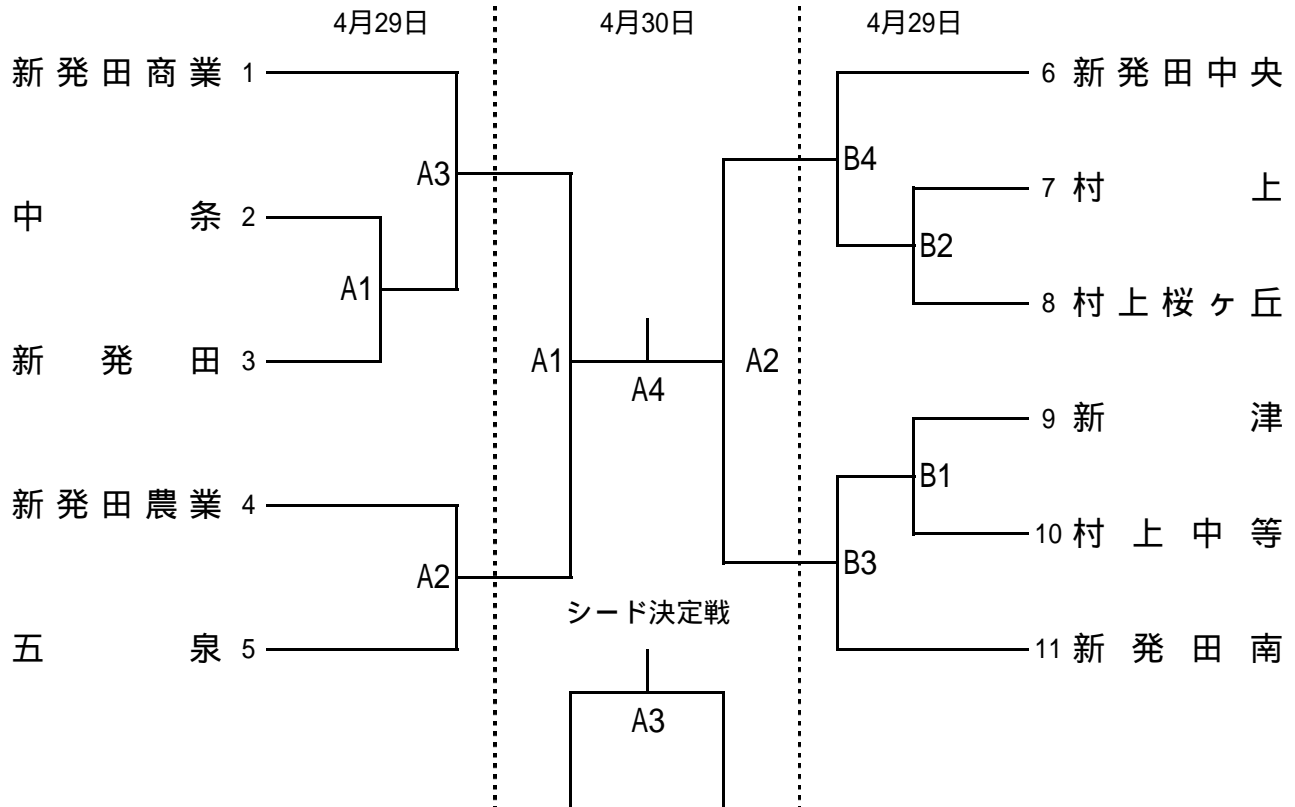 4月29日 4月30日 4月29日
新発田商業 1
6 新発田中央
B4
A3
7 村上
中条 2
B2
A1
8 村上桜ヶ丘
新発田 3
A1
A2
A4
9 新津
B1
新発田農業 4
10 村上中等
B3
A2
シード決定戦
五泉 5
11 新発田南
A3